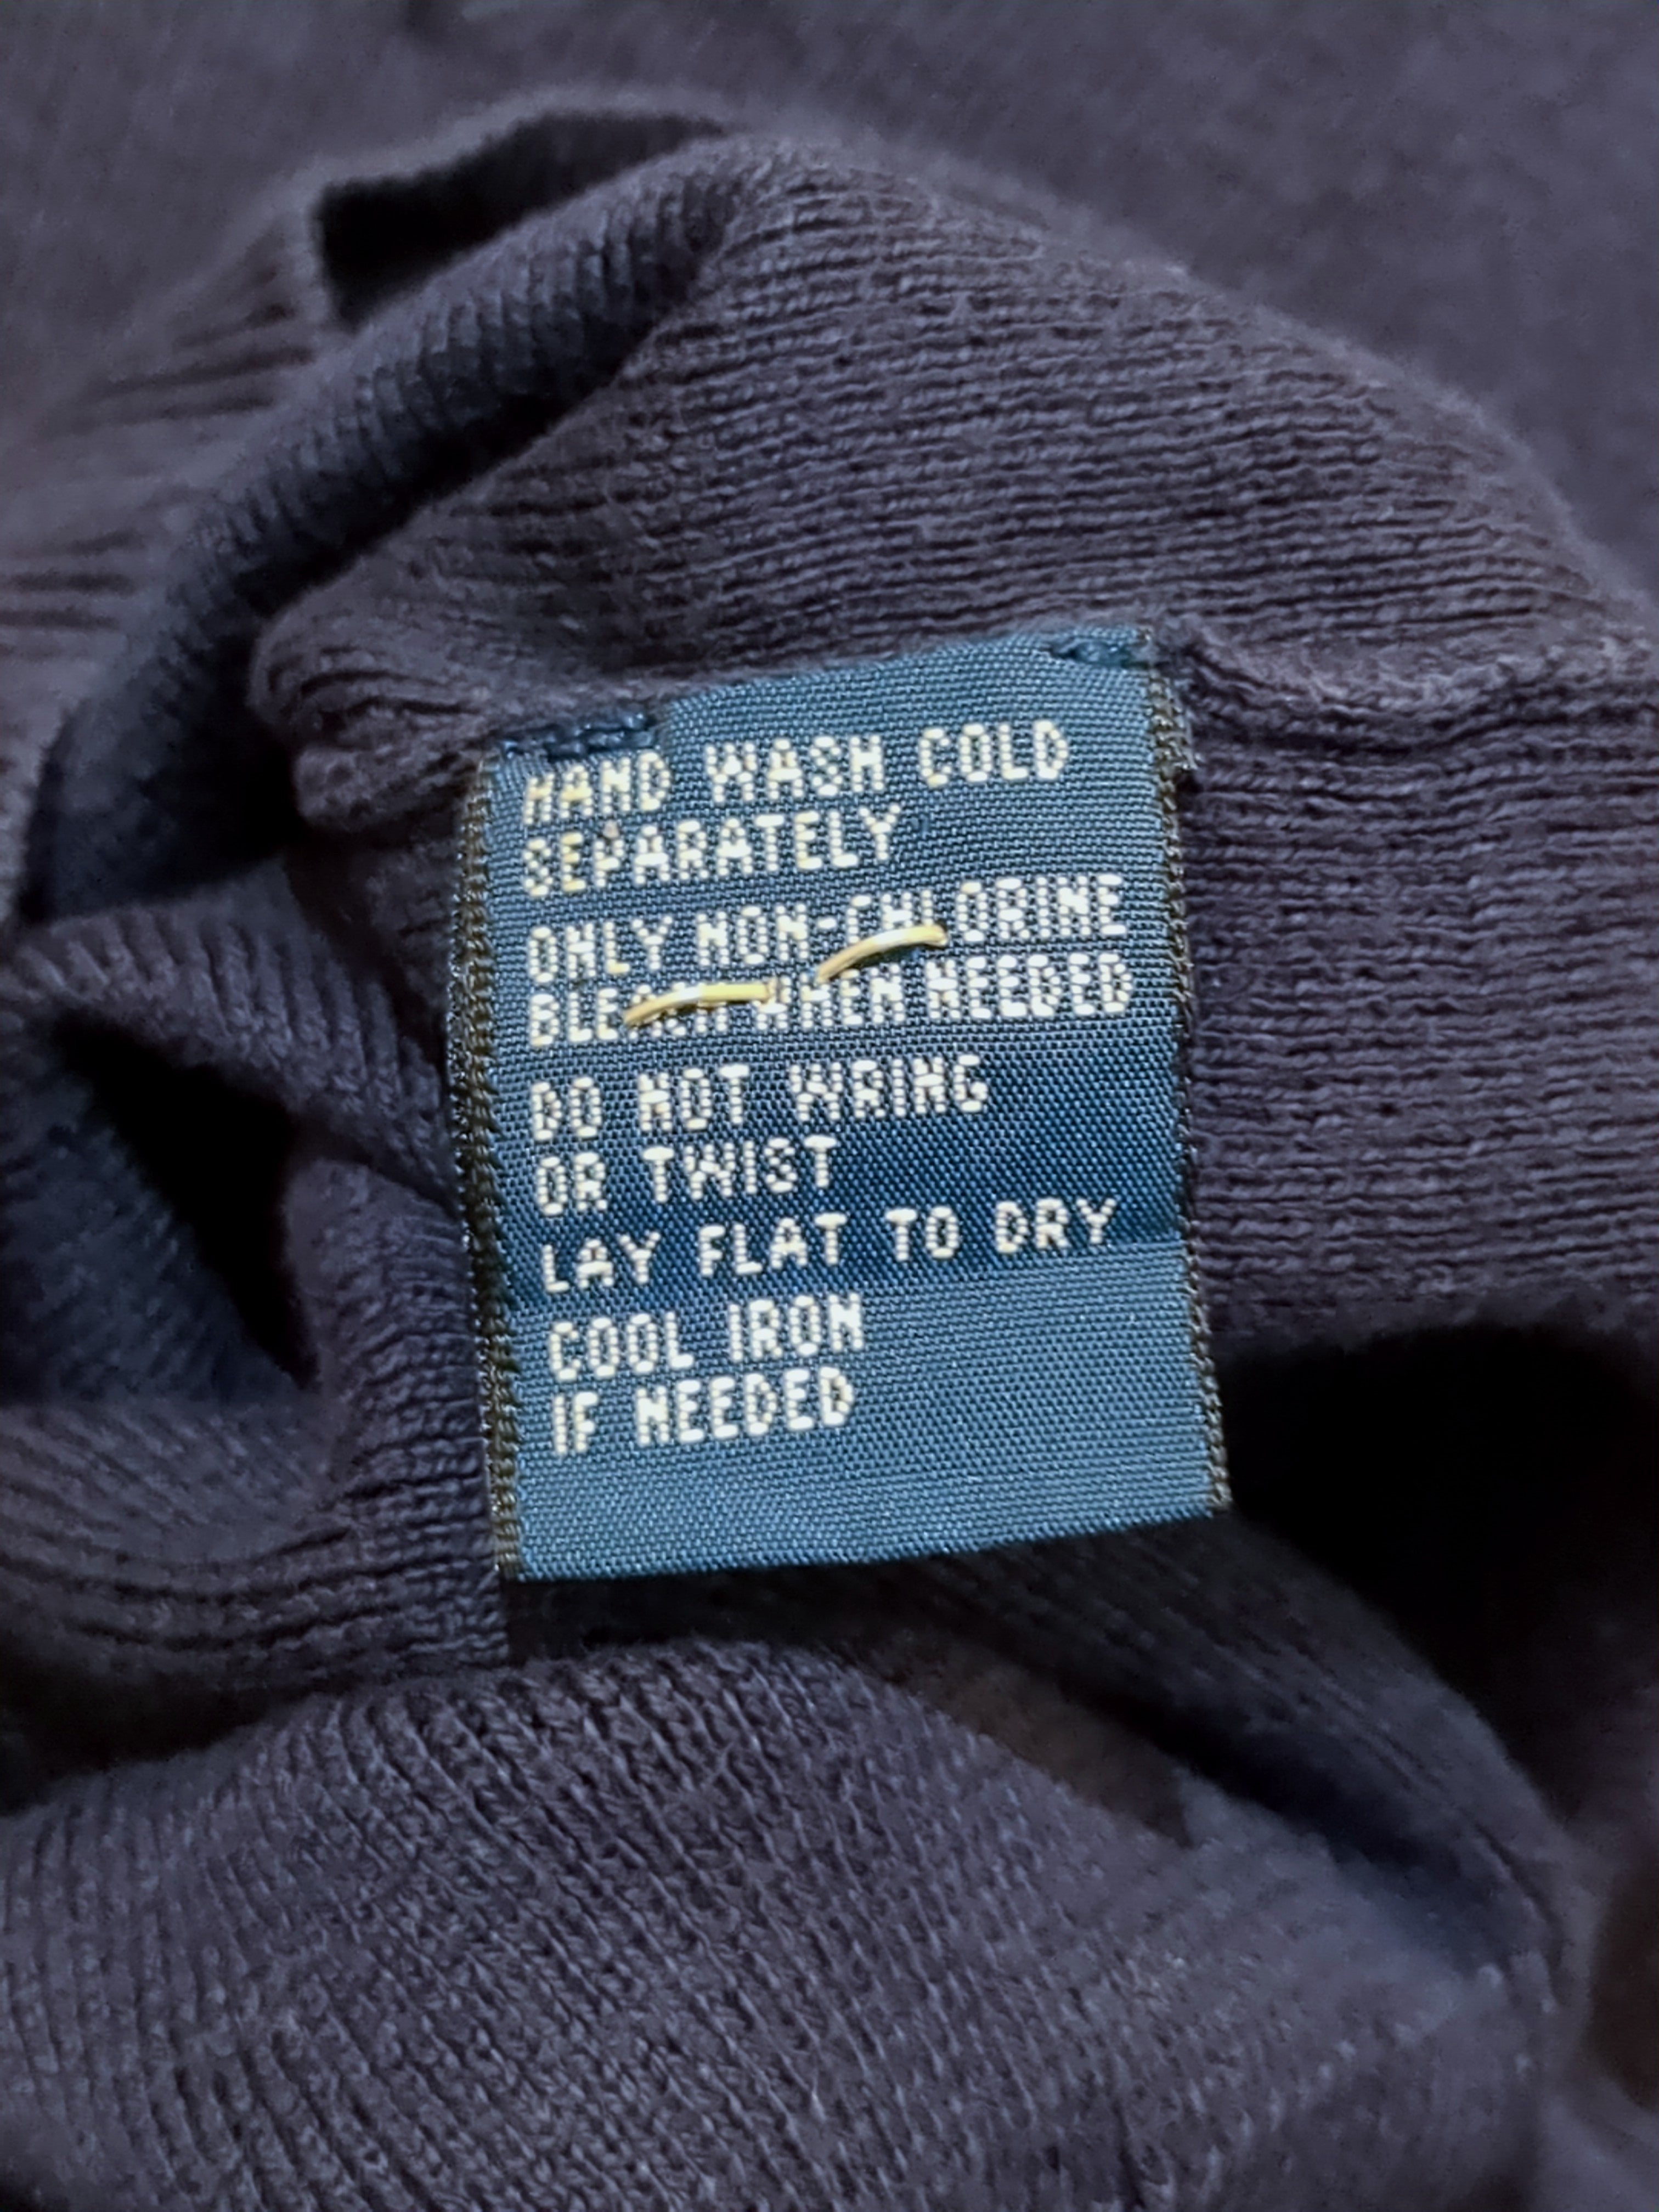 HAND WASH COLD
SEPARATELY
ONLY NON-CHLORINE
BLEACH WHEN NEEDED
DO NOT WRING
OR TWIST
LAY FLAT TO DRY
COOL IRON
IF NEEDED